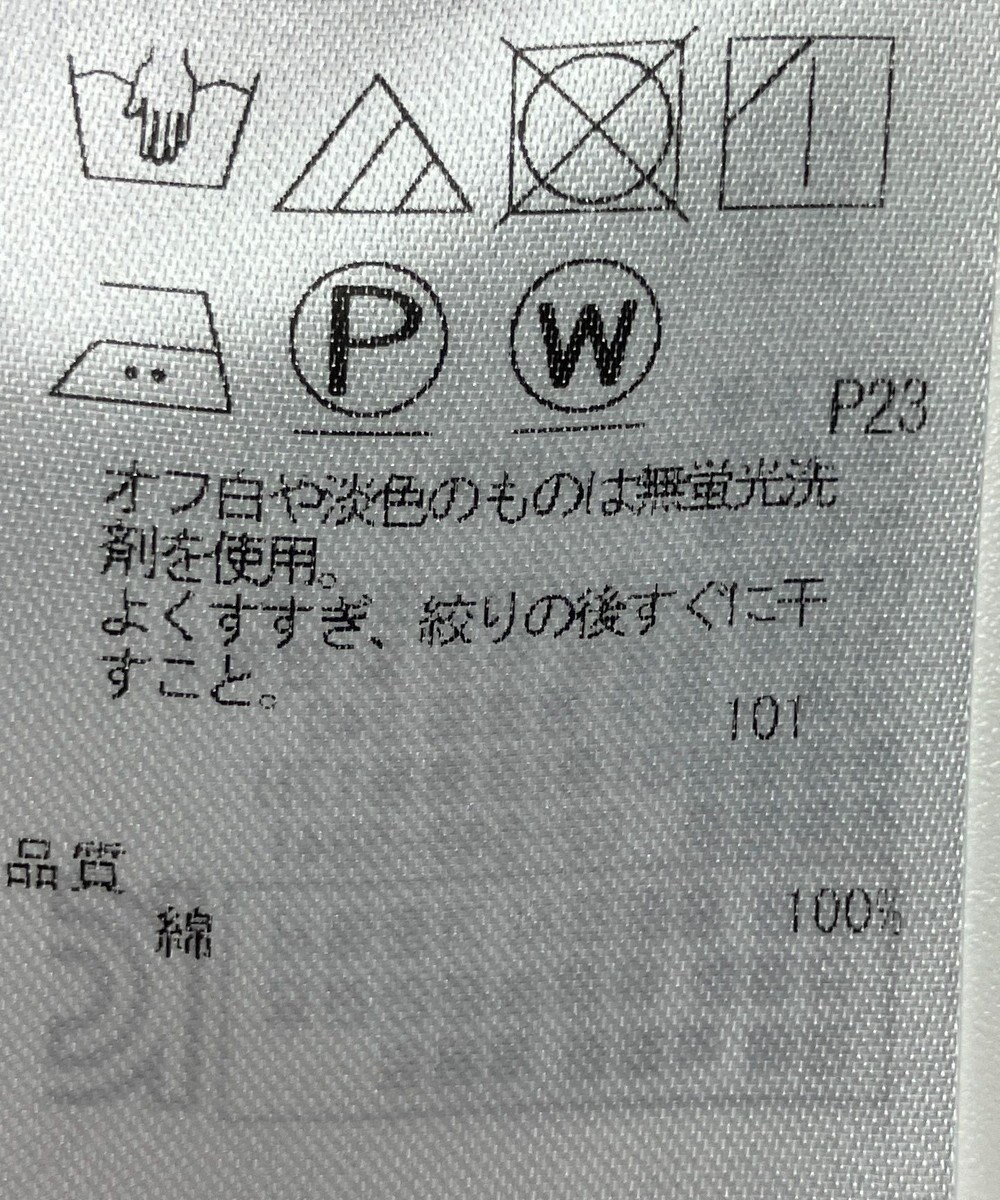 P
W
P23
オフ白や淡色のものは無蛍光洗
剤を使用。
よくすすぎ、絞りの後すぐに干
すこと。
101
品質
綿 100%